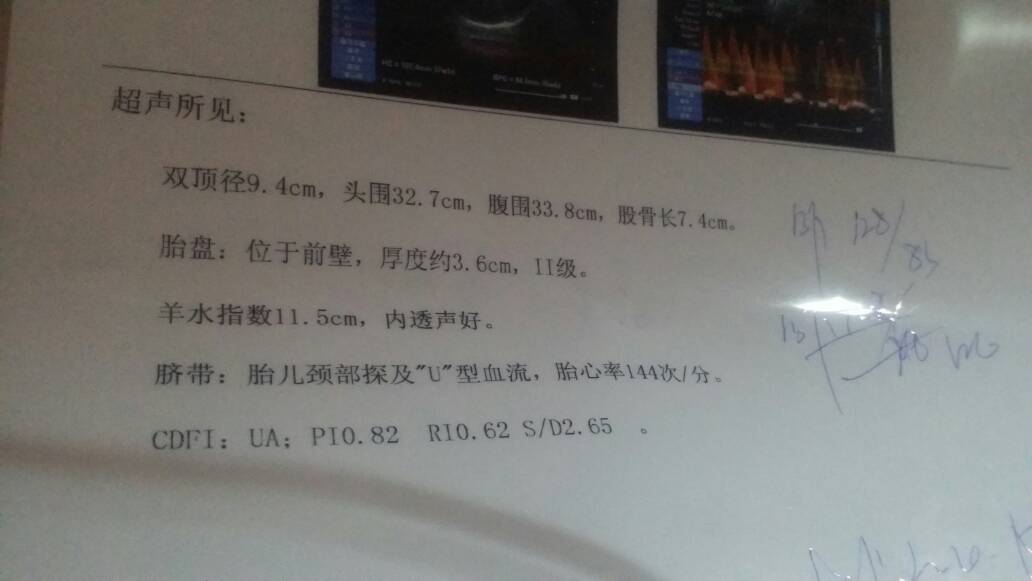 超声所见：
双顶径9.4cm，头围32.7cm，腹围33.8cm，股骨长7.4cm。
胎盘：位于前壁，厚度约3.6cm，II级。
羊水指数11.5cm，内透声好。
脐带：胎儿颈部探及"U"型血流，胎心率144次/分。
CDFI：UA；PI0.82 RI0.62 S/D2.65 。
128/
85